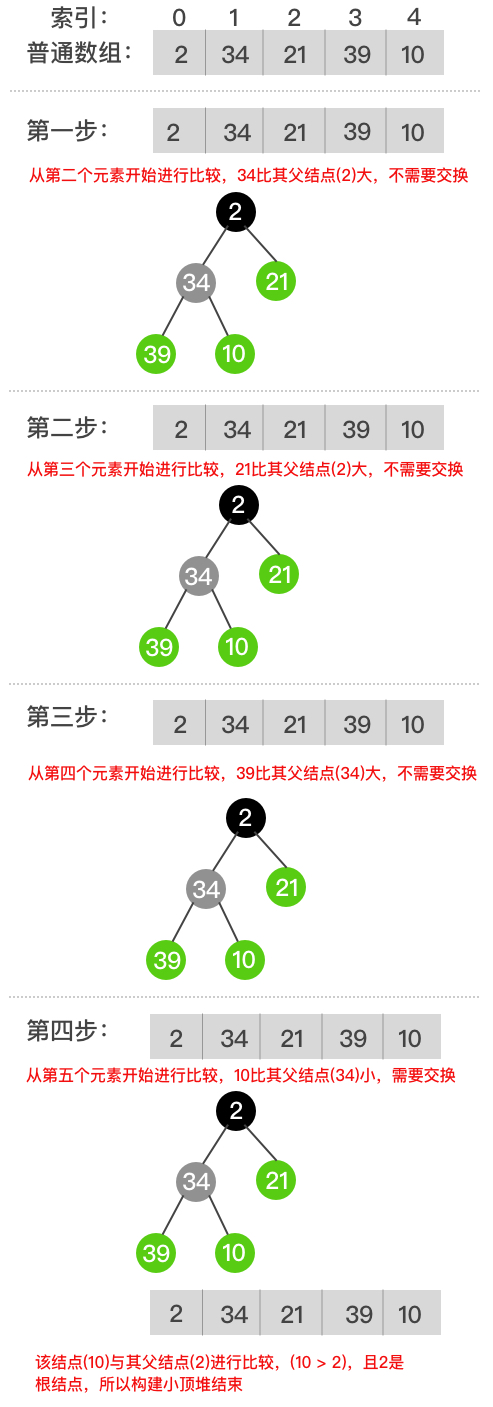 索引： 0 1 2 3 4
普通数组： 2 34 21 39 10
第一步： 2 34 21 39 10
从第二个元素开始进行比较，34比其父结点(2)大，不需要交换
2
34 21
39 10
第二步： 2 34 21 39 10
从第三个元素开始进行比较，21比其父结点(2)大，不需要交换
2
34 21
39 10
第三步： 2 34 21 39 10
从第四个元素开始进行比较，39比其父结点(34)大，不需要交换
2
34 21
39 10
第四步： 2 34 21 39 10
从第五个元素开始进行比较，10比其父结点(34)小，需要交换
2
34 21
39 10
2 34 21 39 10
该结点(10)与其父结点(2)进行比较，(10 > 2)，且2是
根结点，所以构建小顶堆结束